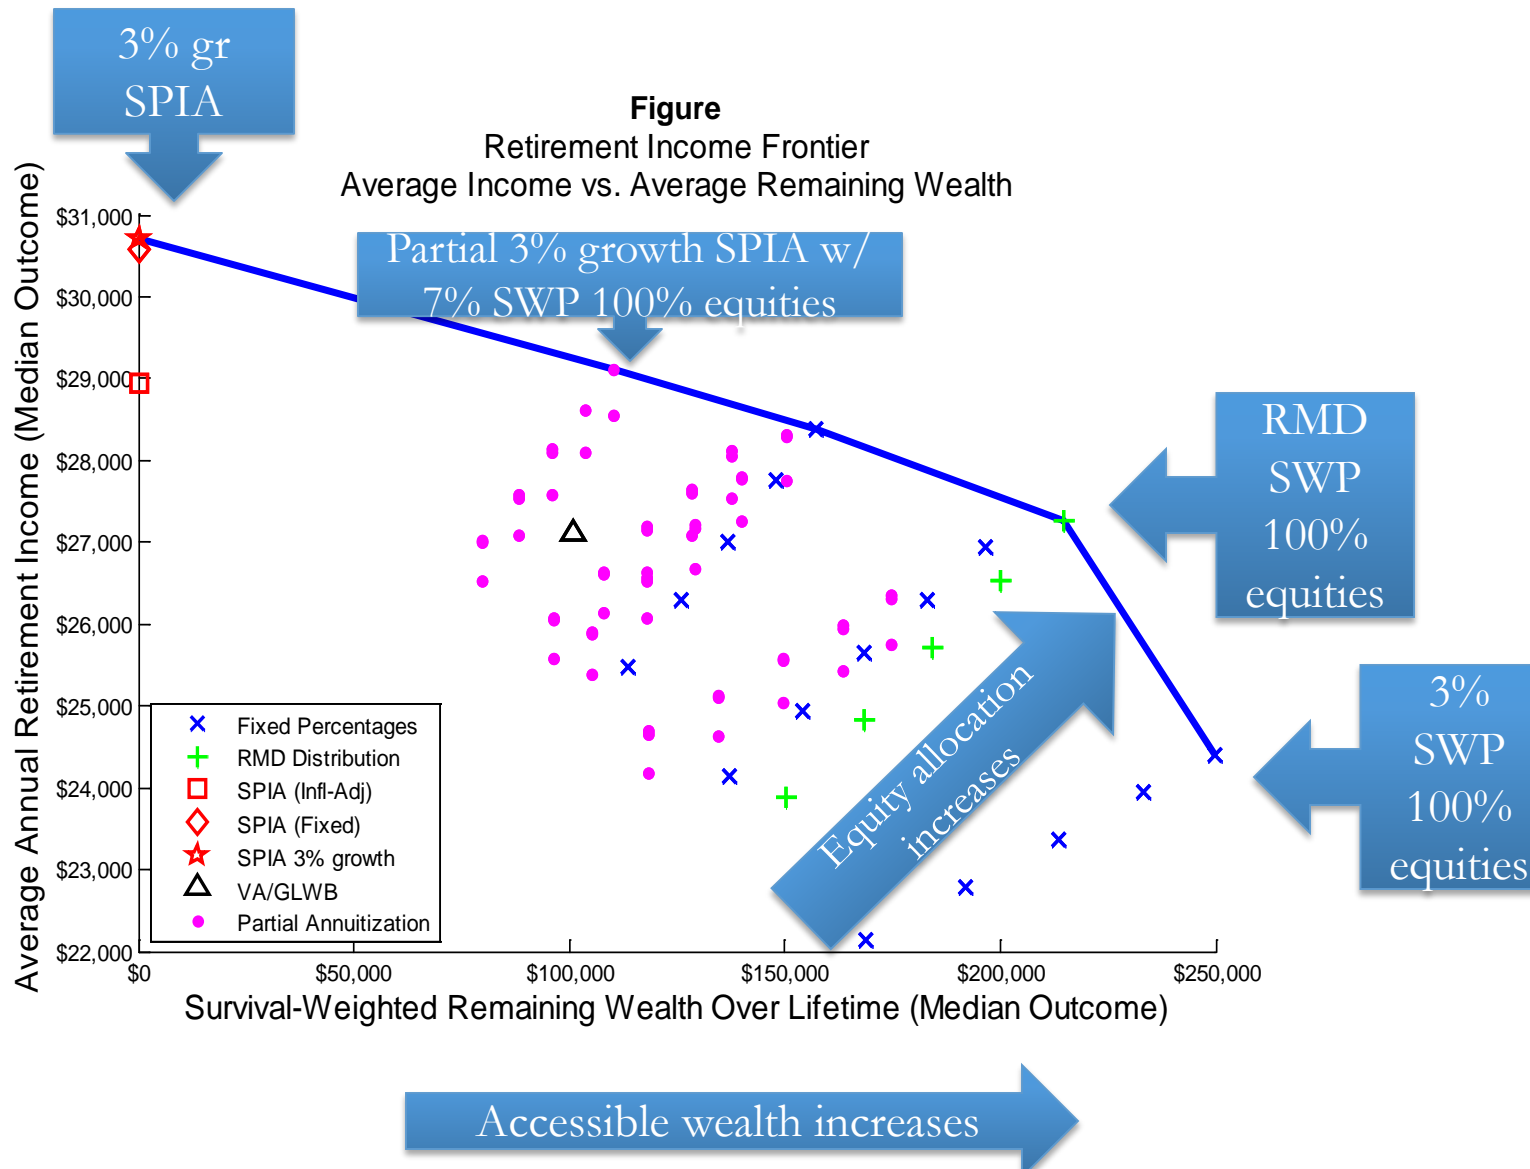 3% gr
SPIA
Figure
Retirement Income Frontier
Average Income vs. Average Remaining Wealth
Partial 3% growth SPIA w/
7% SWP 100% equities
Average Annual Retirement Income (Median Outcome)
$31,000
$30,000
$29,000
$28,000
$27,000
$26,000
$25,000
$24,000
$23,000
$22,000
RMD
SWP
100%
equities
3%
SWP
100%
equities
Equity allocation
increases
Fixed Percentages
RMD Distribution
SPIA (Infl-Adj)
SPIA (Fixed)
SPIA 3% growth
VA/GLWB
Partial Annuitization
$0
$50,000
$100,000
$150,000
$200,000
$250,000
Survival-Weighted Remaining Wealth Over Lifetime (Median Outcome)
Accessible wealth increases